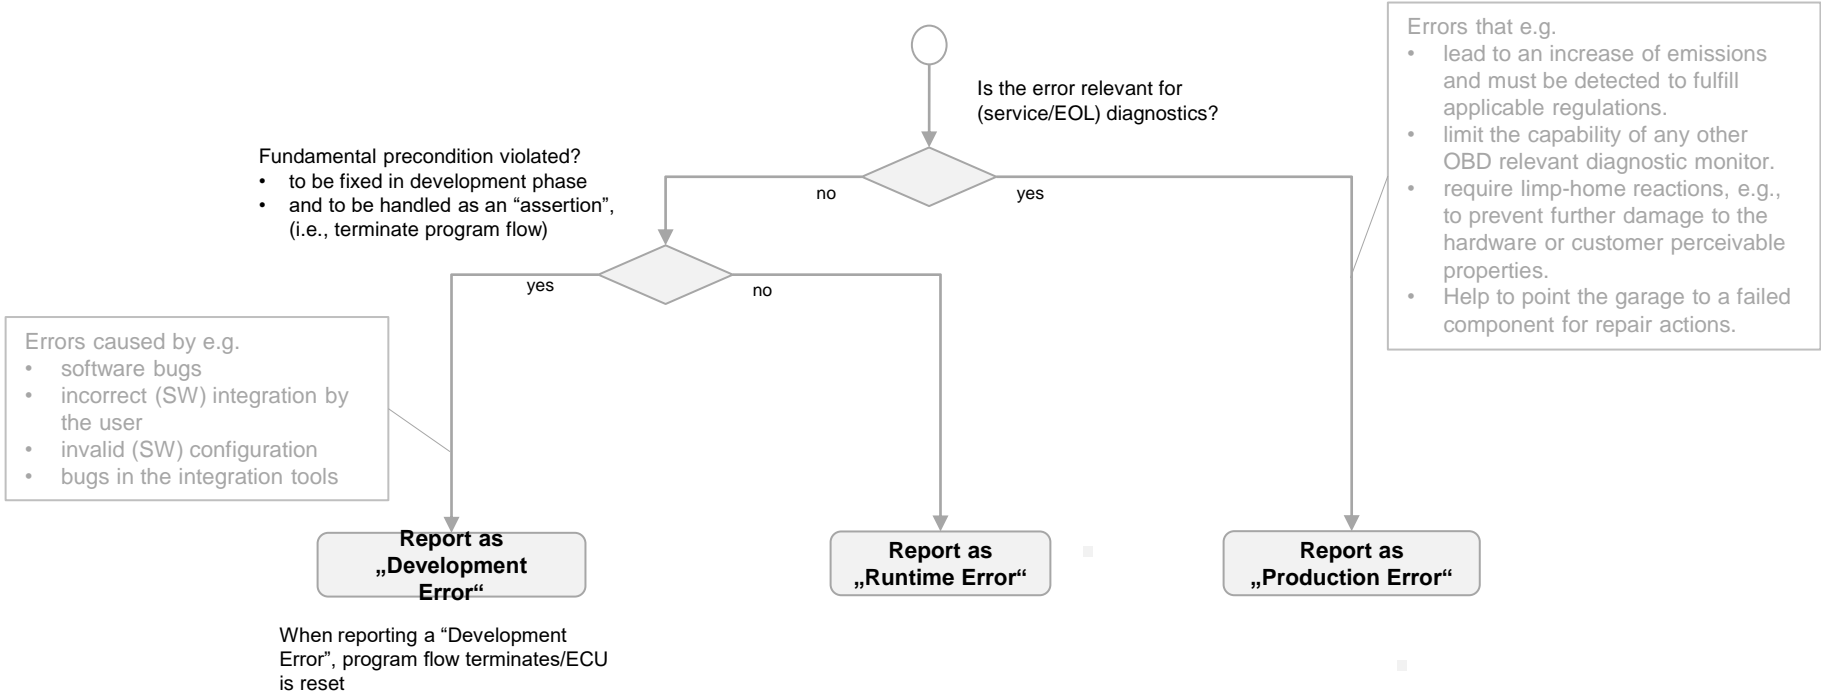 Errors that e.g.
• lead to an increase of emissions
and must be detected to fulfill
applicable regulations.
• limit the capability of any other
OBD relevant diagnostic monitor.
• require limp-home reactions, e.g.,
to prevent further damage to the
hardware or customer perceivable
properties.
• Help to point the garage to a failed
component for repair actions.
Is the error relevant for
(service/EOL) diagnostics?
no
yes
Fundamental precondition violated?
• to be fixed in development phase
• and to be handled as an “assertion”,
(i.e., terminate program flow)
yes
no
Errors caused by e.g.
• software bugs
• incorrect (SW) integration by
the user
• invalid (SW) configuration
• bugs in the integration tools
Report as
„Development
Error“
Report as
„Runtime Error“
Report as
„Production Error“
When reporting a “Development
Error”, program flow terminates/ECU
is reset